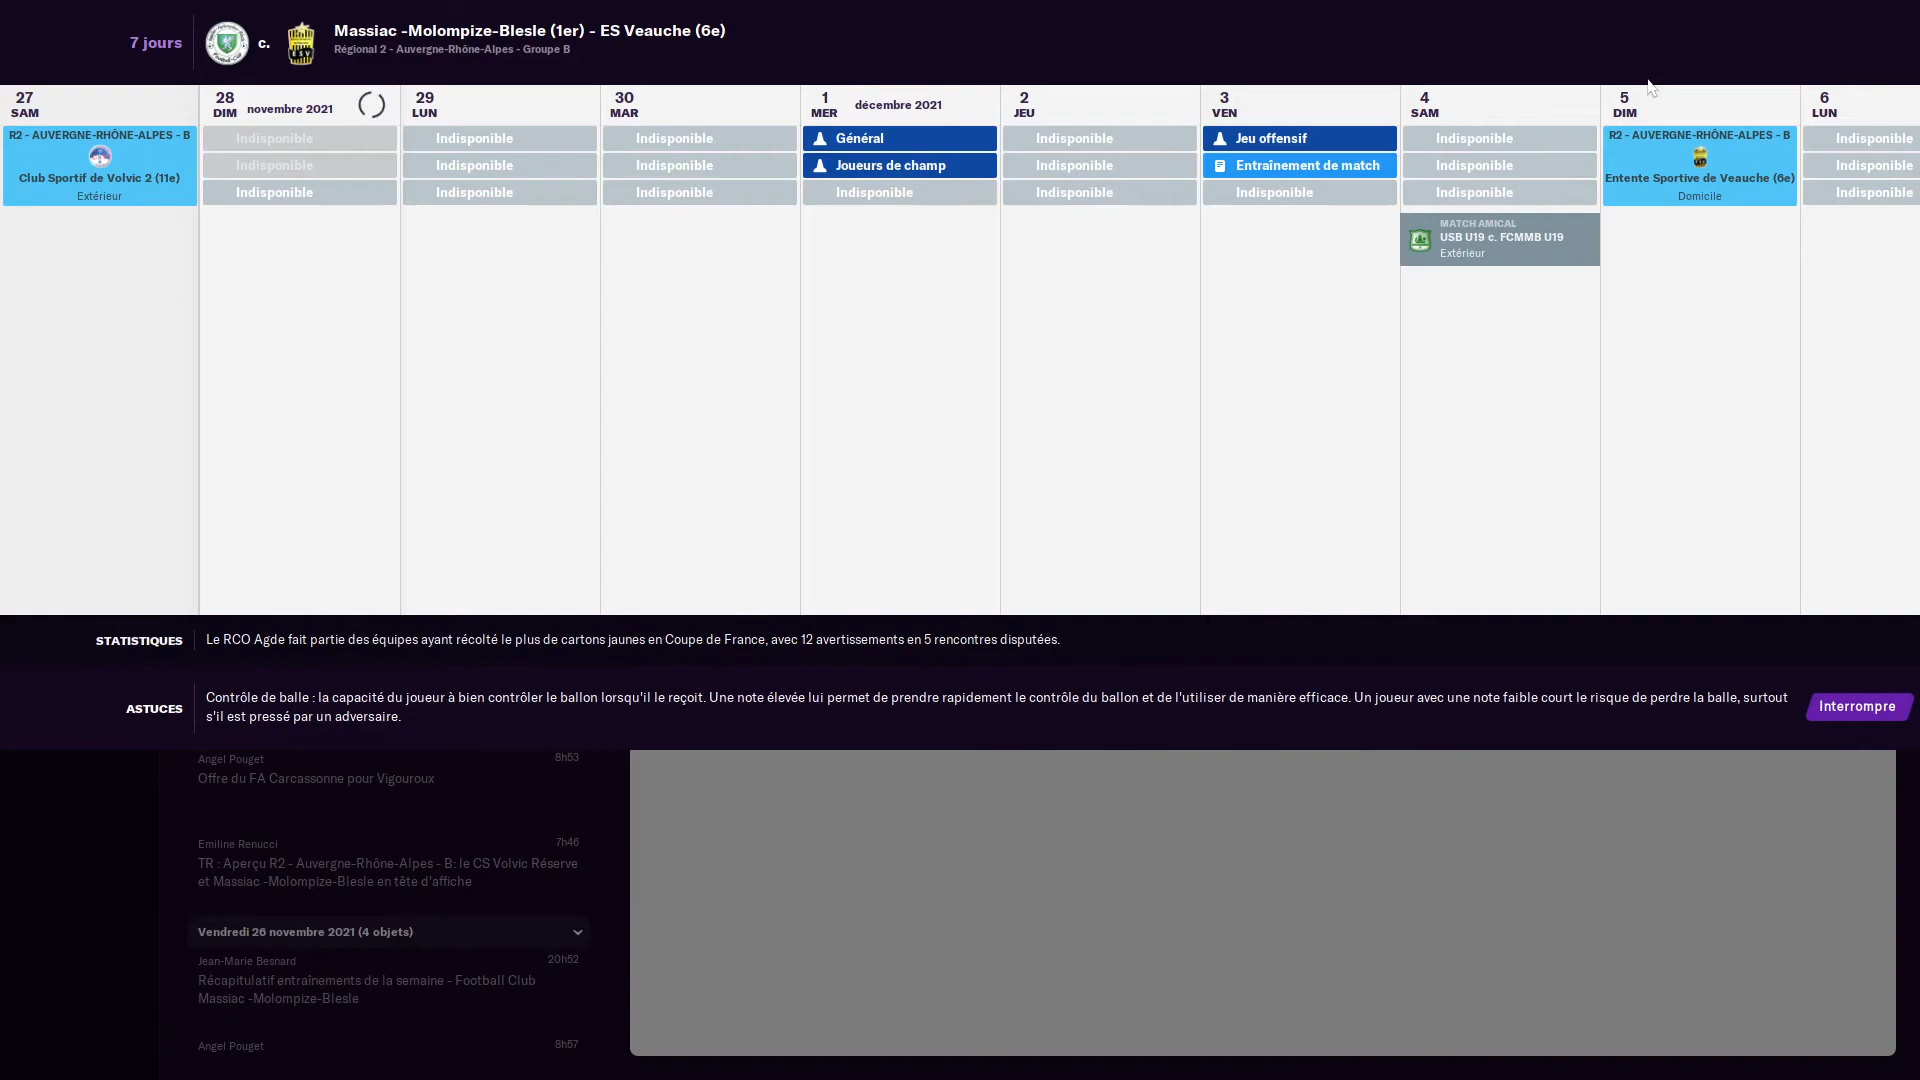 7 jours
c.
Massiac -Molompize-Blesle (1er) - ES Veauche (6e)
Régional 2 - Auvergne-Rhône-Alpes - Groupe B
27
SAM
28
DIM
novembre 2021
29
LUN
30
MAR
1
MER
décembre 2021
2
JEU
3
VEN
4
SAM
5
DIM
6
LUN
R2 - AUVERGNE-RHÔNE-ALPES - B
Club Sportif de Volvic 2 (11e)
Extérieur
Indisponible
Indisponible
Indisponible
Indisponible
Indisponible
Indisponible
Indisponible
Indisponible
Indisponible
Général
Joueurs de champ
Indisponible
Indisponible
Indisponible
Indisponible
Jeu offensif
Entraînement de match
Indisponible
Indisponible
Indisponible
Indisponible
MATCH AMICAL
USB U19 c. FCMMB U19
Extérieur
R2 - AUVERGNE-RHÔNE-ALPES - B
Entente Sportive de Veauche (6e)
Domicile
Indisponible
Indisponible
Indisponible
STATISTIQUES
Le RCO Agde fait partie des équipes ayant récolté le plus de cartons jaunes en Coupe de France, avec 12 avertissements en 5 rencontres disputées.
ASTUCES
Contrôle de balle : la capacité du joueur à bien contrôler le ballon lorsqu'il le reçoit. Une note élevée lui permet de prendre rapidement le contrôle du ballon et de l'utiliser de manière efficace. Un joueur avec une note faible court le risque de perdre la balle, surtout
s'il est pressé par un adversaire.
Interrompre
Angel Pouget
8h53
Offre du FA Carcassonne pour Vigouroux
Emiline Renucci
7h46
TR : Aperçu R2 - Auvergne-Rhône-Alpes - B: le CS Volvic Réserve
et Massiac -Molompize-Blesle en tête d'affiche
Vendredi 26 novembre 2021 (4 objets)
Jean-Marie Besnard
20h52
Récapitulatif entraînements de la semaine - Football Club
Massiac -Molompize-Blesle
Angel Pouget
8h57